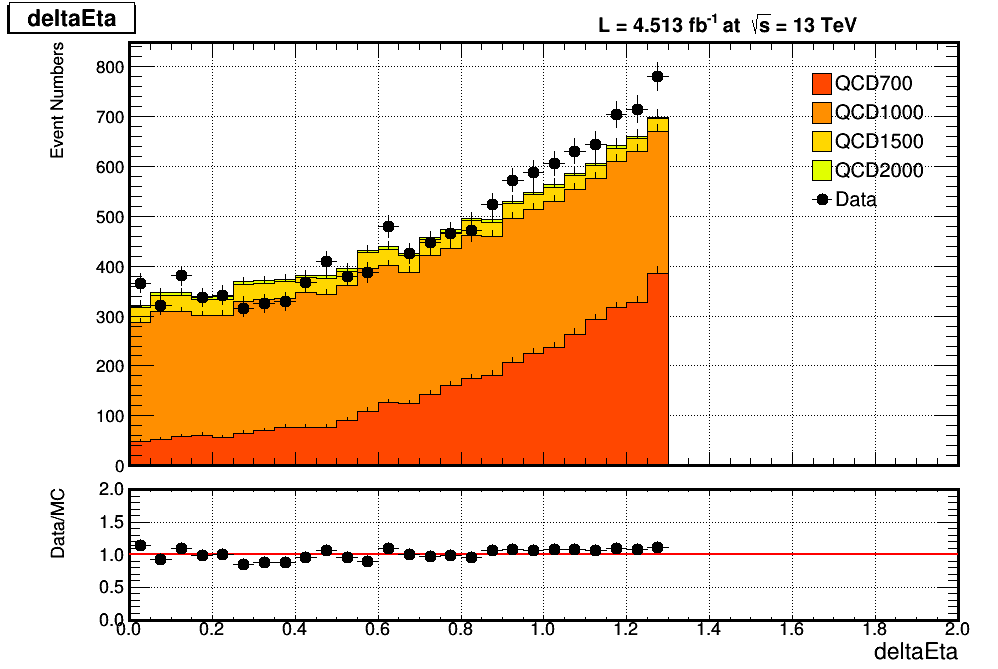 deltaEta
L = 4.513 fb⁻¹ at √s = 13 TeV
Event Numbers
800
700
600
500
400
300
200
100
0
QCD700
QCD1000
QCD1500
QCD2000
Data
Data/MC
2.0
1.5
1.0
0.5
0.0
0.0 0.2 0.4 0.6 0.8 1.0 1.2 1.4 1.6 1.8 2.0
deltaEta